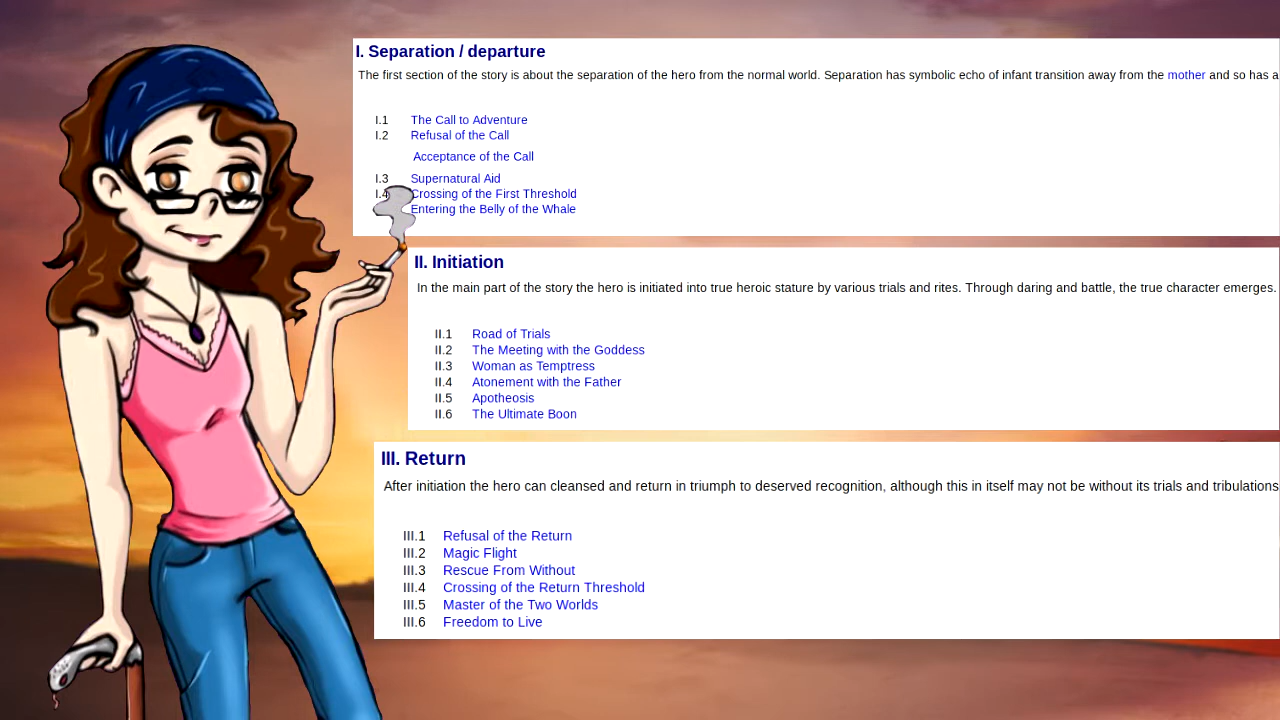 I. Separation / departure
The first section of the story is about the separation of the hero from the normal world. Separation has symbolic echo of infant transition away from the mother and so has a
I.1 The Call to Adventure
I.2 Refusal of the Call
Acceptance of the Call
I.3 Supernatural Aid
I.4 Crossing of the First Threshold
Entering the Belly of the Whale
II. Initiation
In the main part of the story the hero is initiated into true heroic stature by various trials and rites. Through daring and battle, the true character emerges.
II.1 Road of Trials
II.2 The Meeting with the Goddess
II.3 Woman as Temptress
II.4 Atonement with the Father
II.5 Apotheosis
II.6 The Ultimate Boon
III. Return
After initiation the hero can cleansed and return in triumph to deserved recognition, although this in itself may not be without its trials and tribulations
III.1 Refusal of the Return
III.2 Magic Flight
III.3 Rescue From Without
III.4 Crossing of the Return Threshold
III.5 Master of the Two Worlds
III.6 Freedom to Live